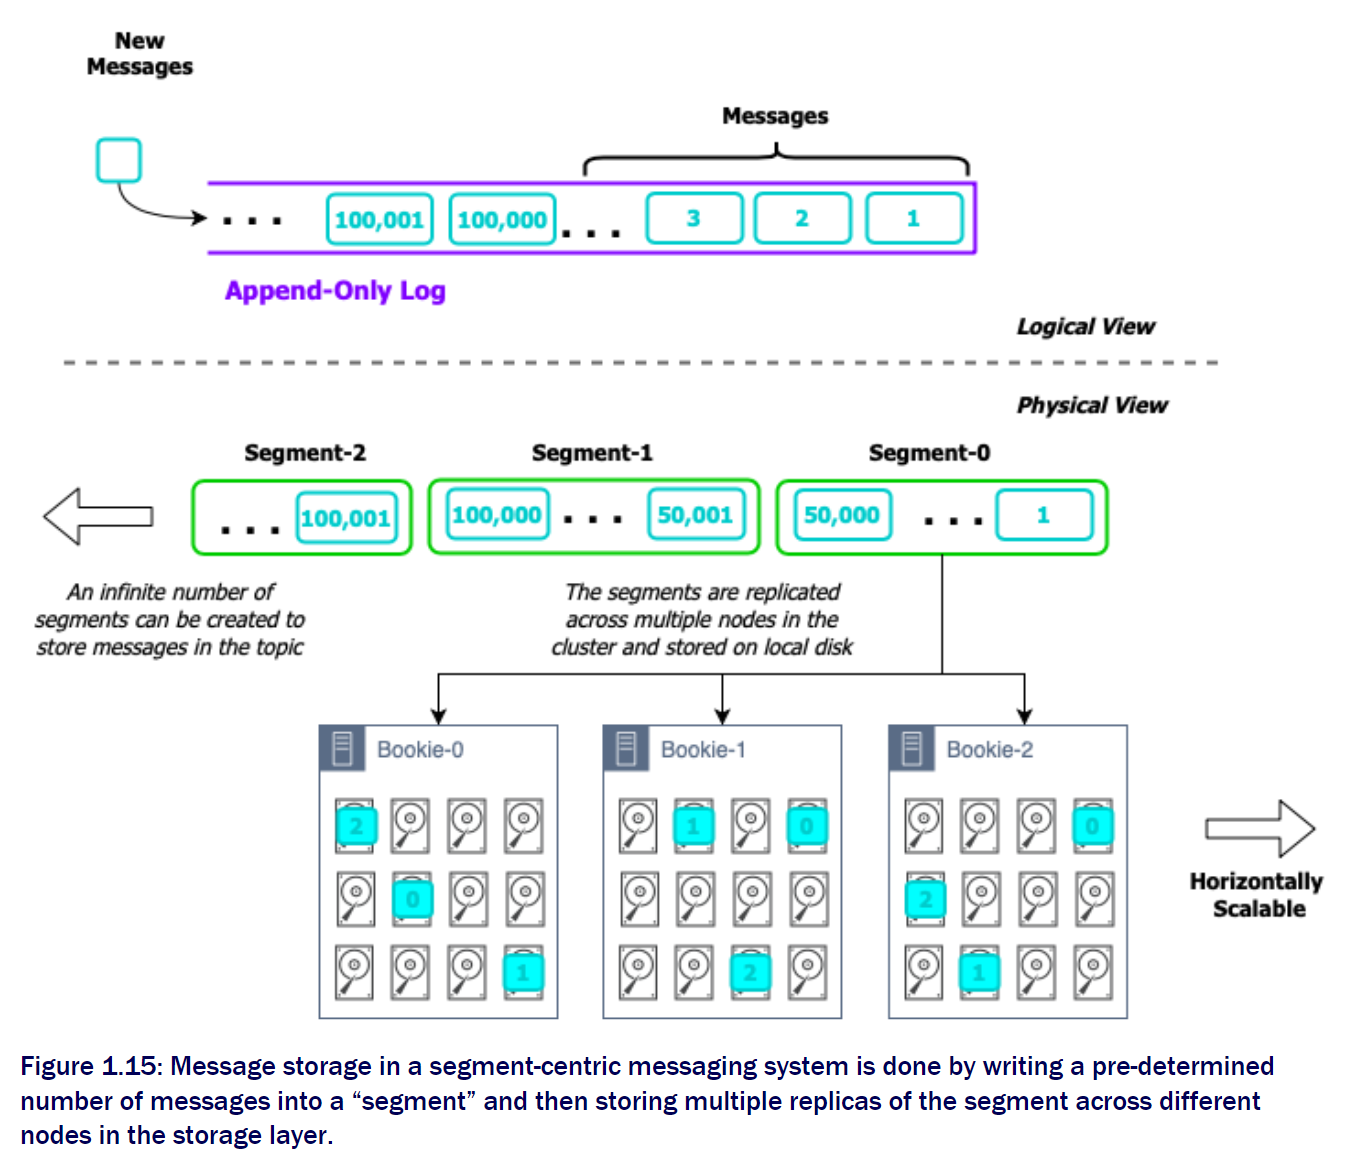 New
Messages
Messages
... 100,001 100,000 ... 3 2 1
Append-Only Log
Logical View
Physical View
Segment-2 Segment-1 Segment-0
... 100,001 100,000 ... 50,001 50,000 ... 1
An infinite number of
segments can be created to
store messages in the topic
The segments are replicated
across multiple nodes in the
cluster and stored on local disk
Bookie-0 Bookie-1 Bookie-2
2 1 0 0
0 2
1 2 1
Horizontally
Scalable
Figure 1.15: Message storage in a segment-centric messaging system is done by writing a pre-determined
number of messages into a “segment” and then storing multiple replicas of the segment across different
nodes in the storage layer.